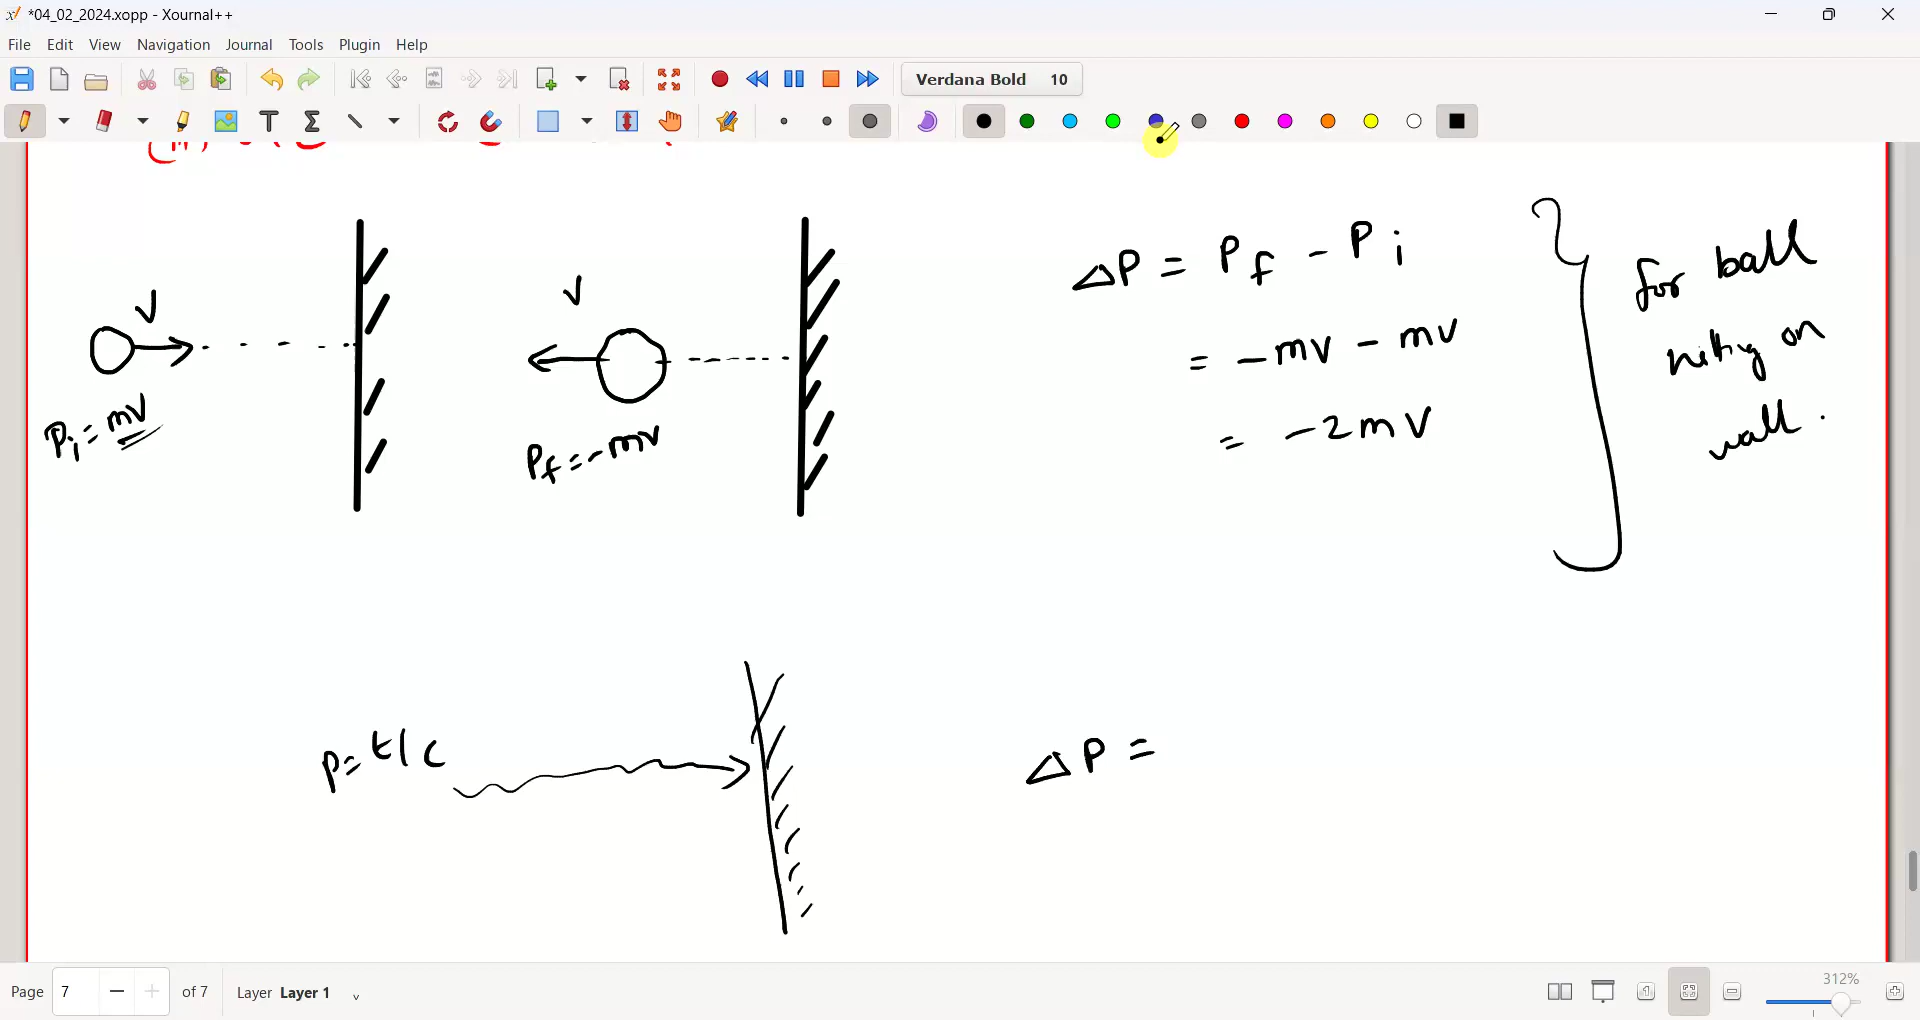 *04_02_2024.xopp - Xournal++
File Edit View Navigation Journal Tools Plugin Help
Verdana Bold 10
V
Pi = mV
V
Pf = -mV
ΔP = Pf - Pi
= -mV - mV
= -2mV
for ball
hitting on
wall.
P = E/C
ΔP =
Page 7 of 7 Layer Layer 1
312%